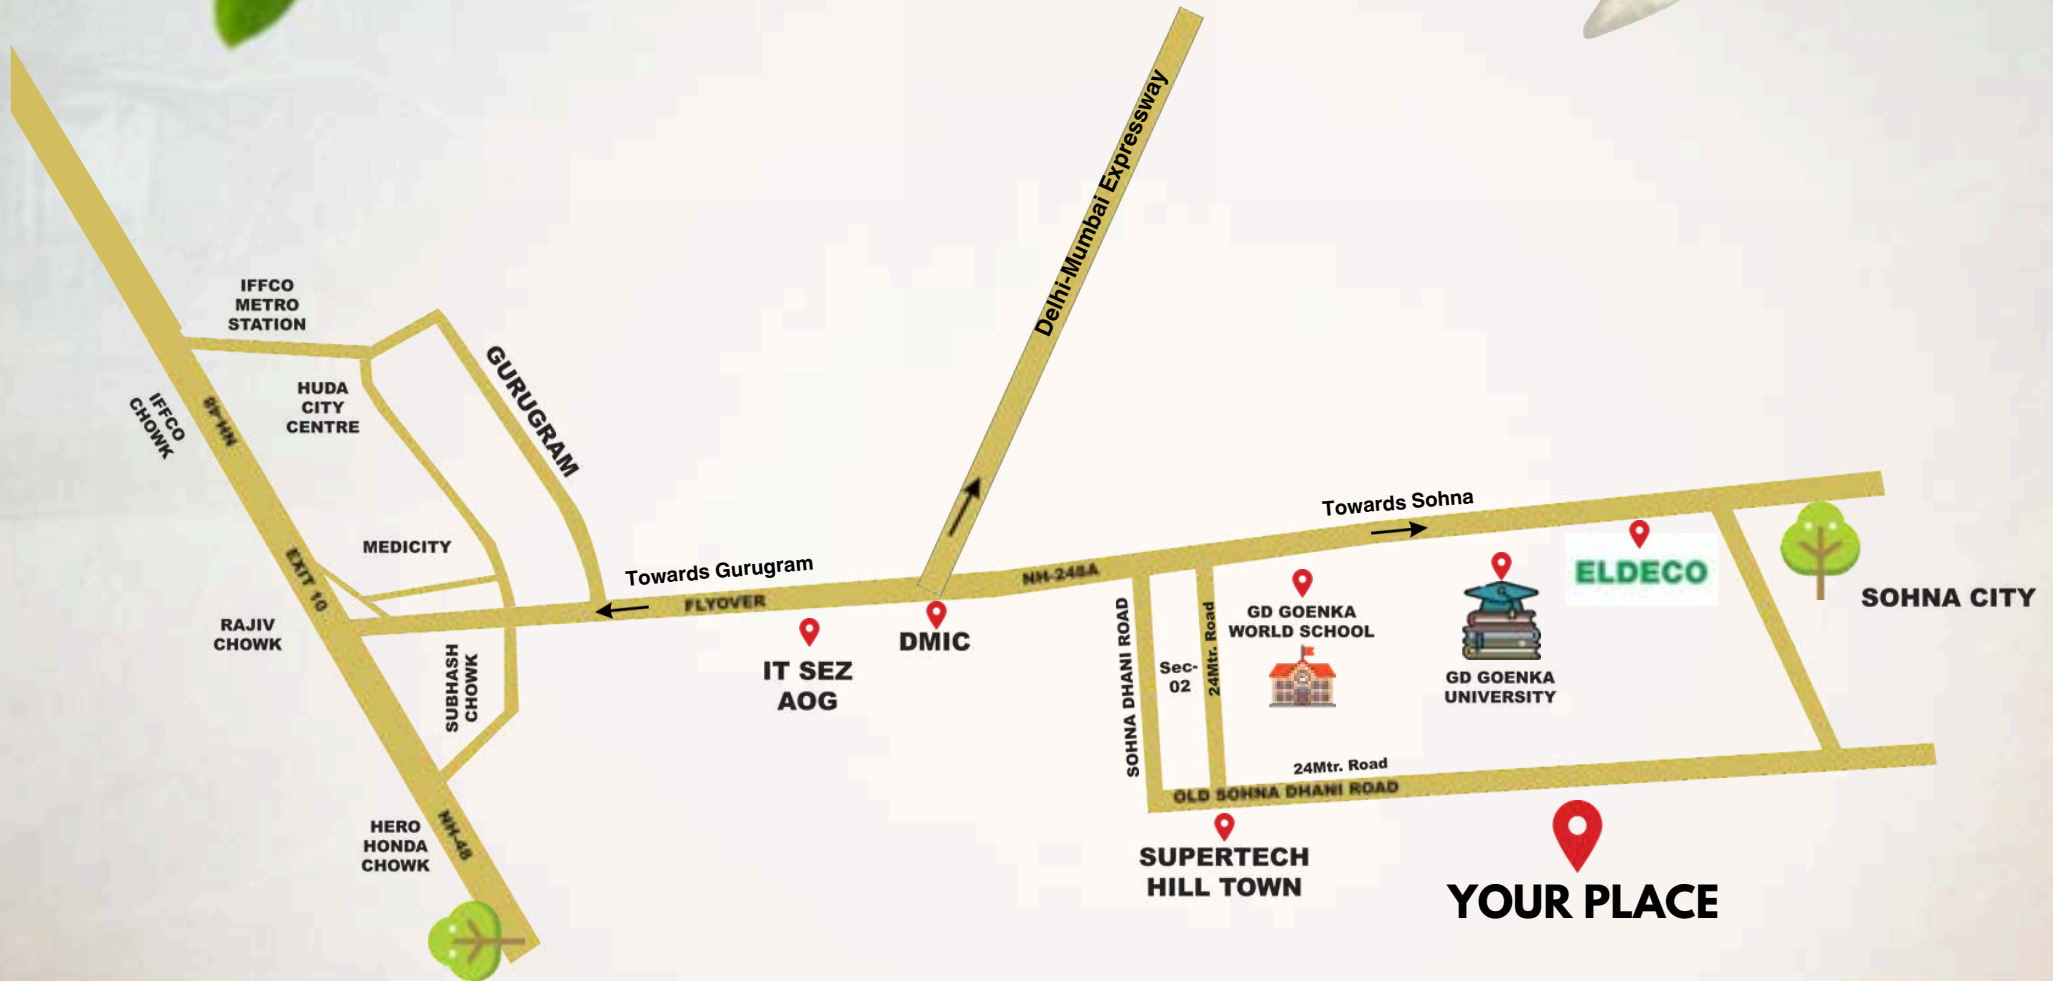 Delhi-Mumbai Expressway
IFFCO
METRO
STATION
GURUGRAM
HUDA
CITY
CENTRE
IFFCO
CHOWK
NH-48
Towards Sohna
MEDICITY
EXIT 10
Towards Gurugram
FLYOVER
NH-248A
ELDECO
SOHNA CITY
RAJIV
CHOWK
SUBHASH
CHOWK
IT SEZ
AOG
DMIC
SOHNA DHANI ROAD
Sec-
02
24Mtr. Road
GD GOENKA
WORLD SCHOOL
GD GOENKA
UNIVERSITY
24Mtr. Road
OLD SOHNA DHANI ROAD
HERO
HONDA
CHOWK
NH-48
SUPERTECH
HILL TOWN
YOUR PLACE